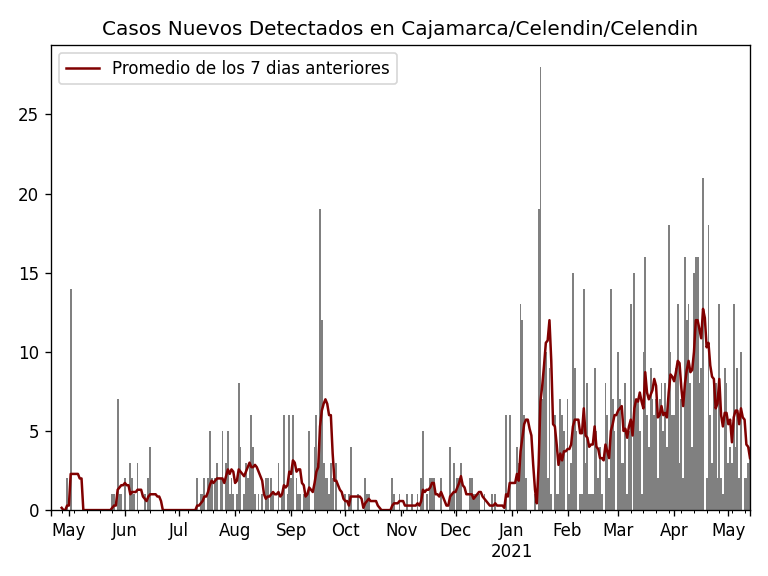 Casos Nuevos Detectados en Cajamarca/Celendin/Celendin
Promedio de los 7 dias anteriores
25
20
15
10
5
0
May Jun Jul Aug Sep Oct Nov Dec Jan Feb Mar Apr May
2021